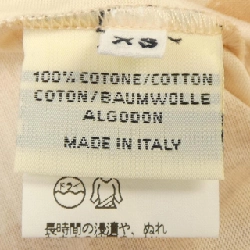 XS
100% COTONE/COTTON
COTON/BAUMWOLLE
ALGODON
MADE IN ITALY
長時間の浸漬や、ぬれ